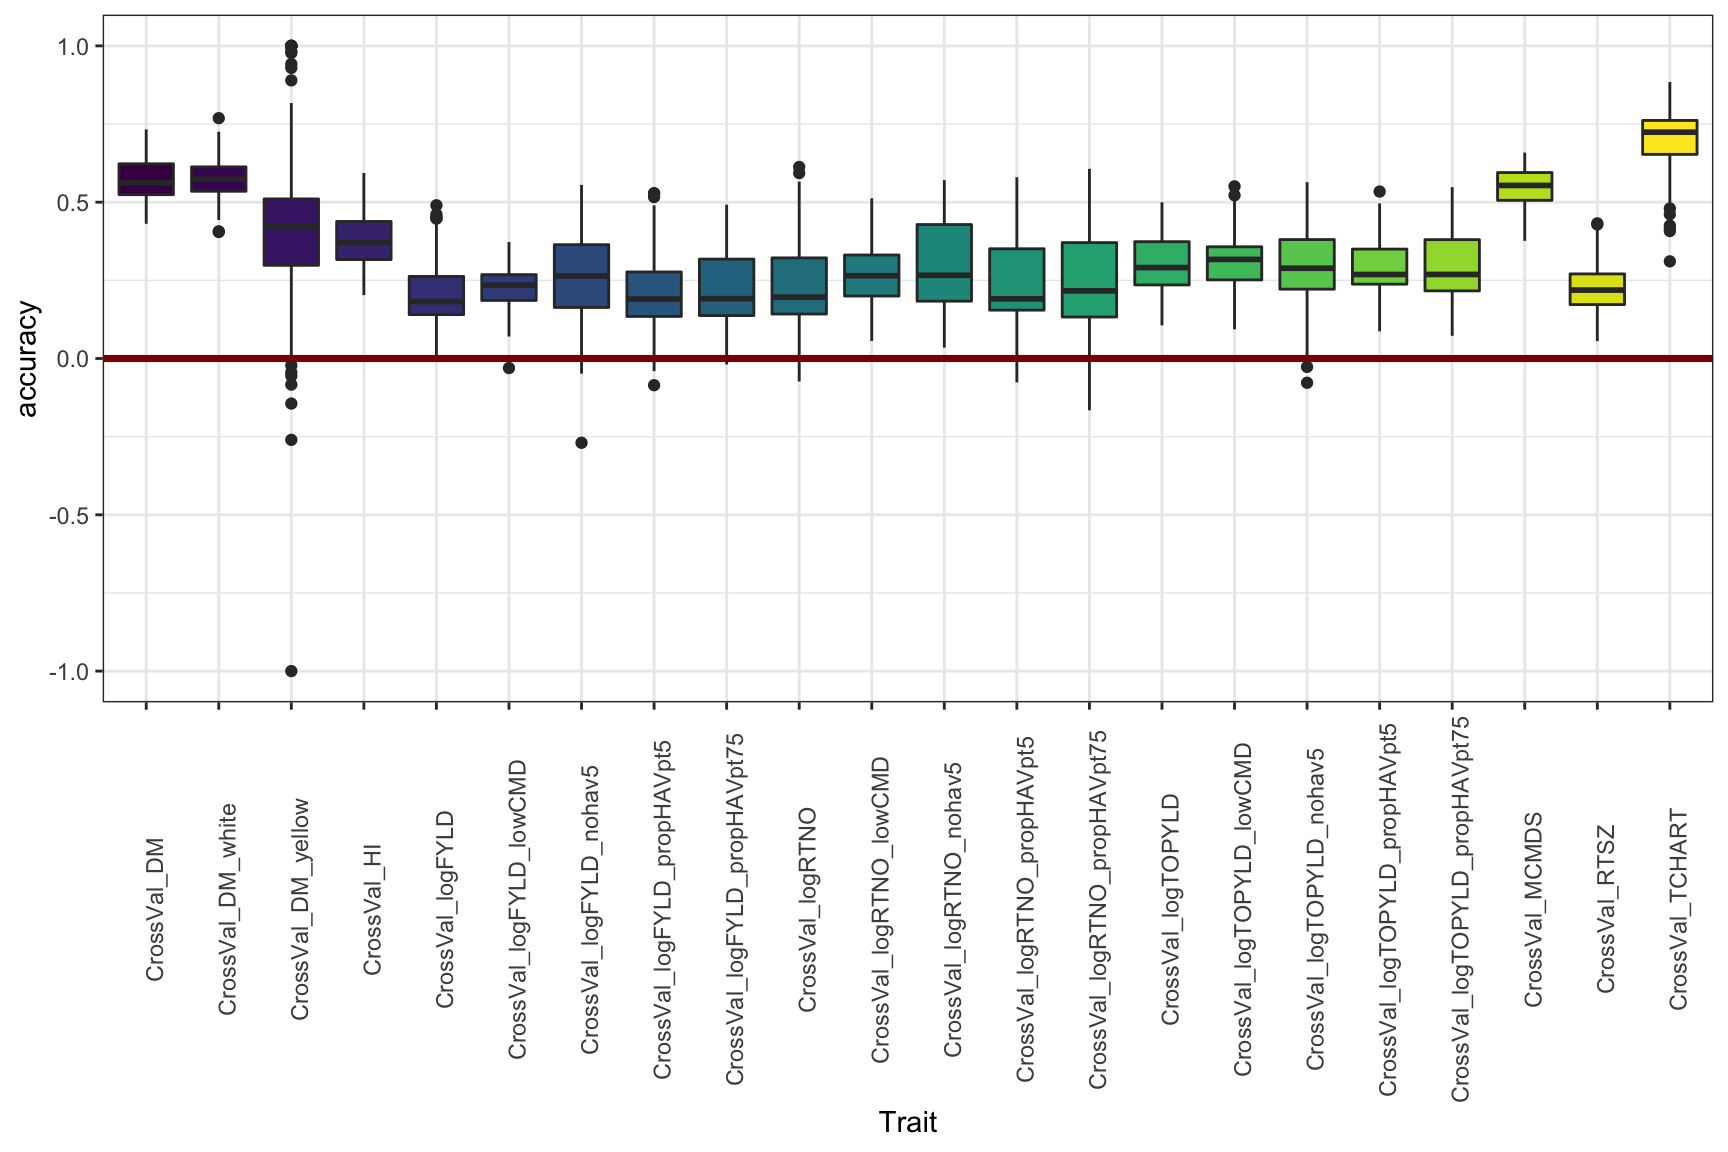 1.0
0.5
0.0
-0.5
-1.0
accuracy
CrossVal_DM
CrossVal_DM_white
CrossVal_DM_yellow
CrossVal_HI
CrossVal_logFYLD
CrossVal_logFYLD_lowCMD
CrossVal_logFYLD_nohav5
CrossVal_logFYLD_propHAVpt5
CrossVal_logFYLD_propHAVpt75
CrossVal_logRTNO
CrossVal_logRTNO_lowCMD
CrossVal_logRTNO_nohav5
CrossVal_logRTNO_propHAVpt5
CrossVal_logRTNO_propHAVpt75
CrossVal_logTOPYLD
CrossVal_logTOPYLD_lowCMD
CrossVal_logTOPYLD_nohav5
CrossVal_logTOPYLD_propHAVpt5
CrossVal_logTOPYLD_propHAVpt75
CrossVal_MCMDS
CrossVal_RTSZ
CrossVal_TCHART
Trait